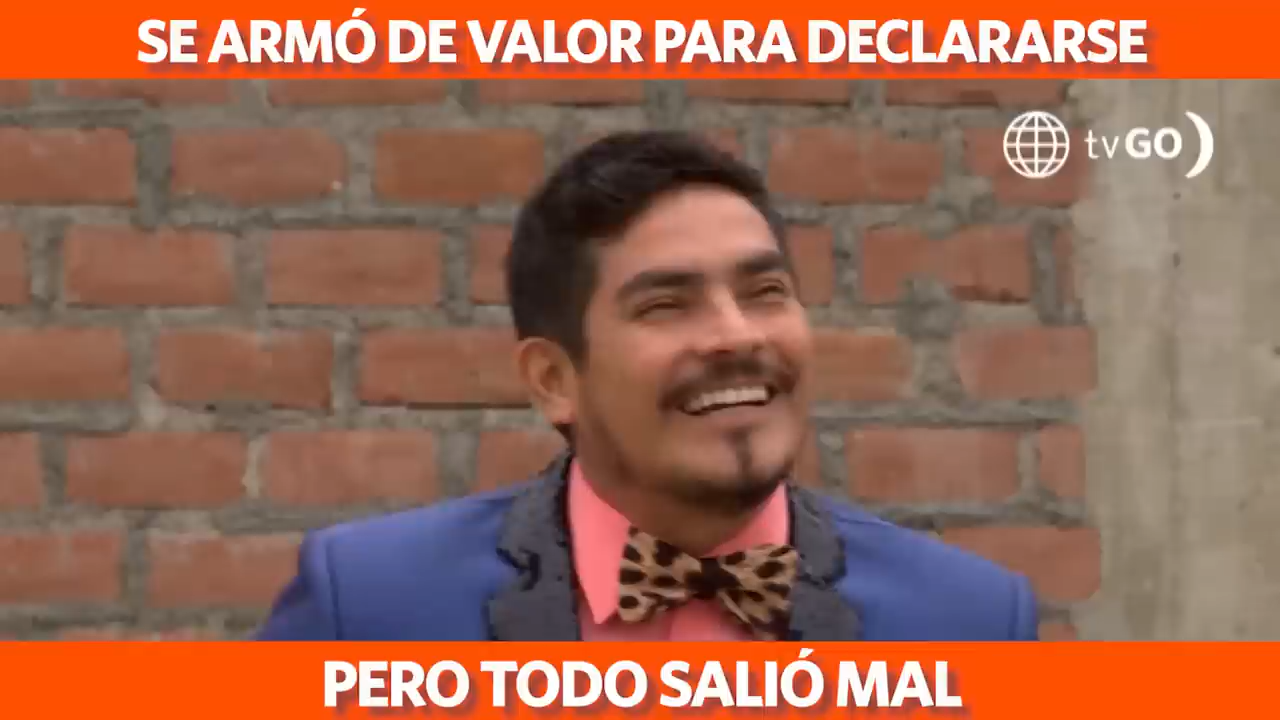 SE ARMÓ DE VALOR PARA DECLARARSE
tvGO
PERO TODO SALIÓ MAL